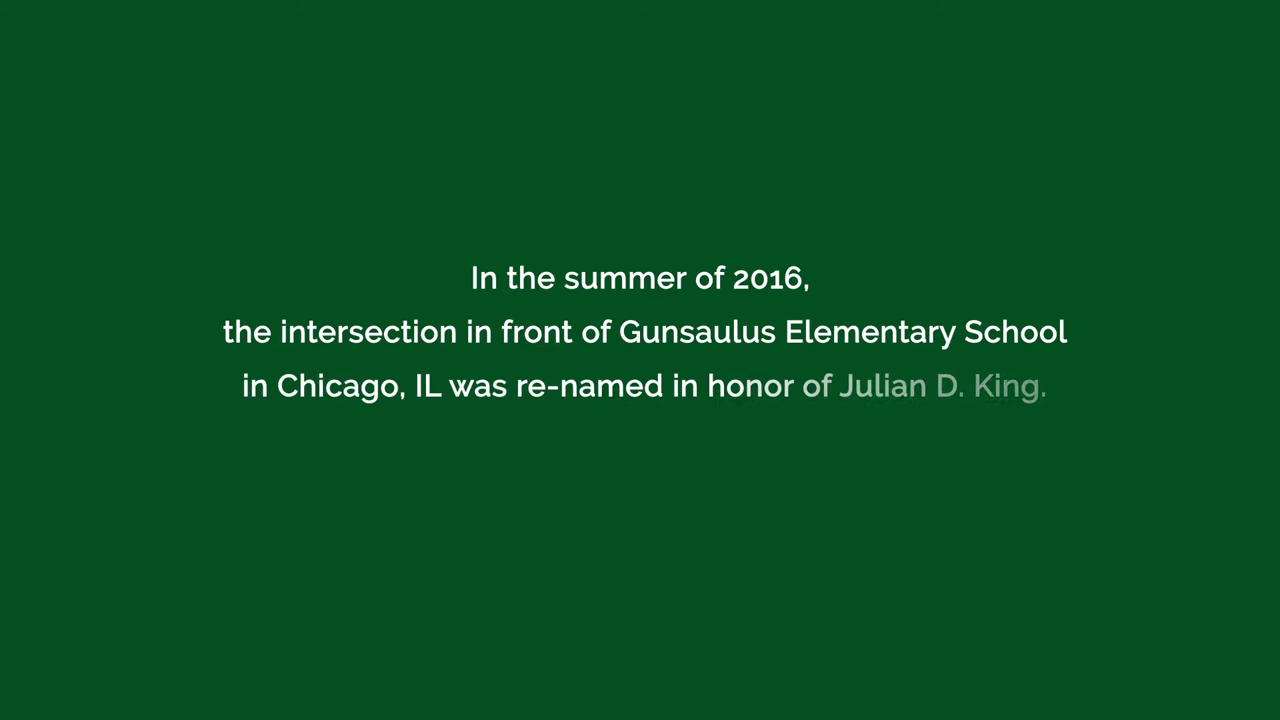 In the summer of 2016,
the intersection in front of Gunsaulus Elementary School
in Chicago, IL was re-named in honor of Julian D. King.